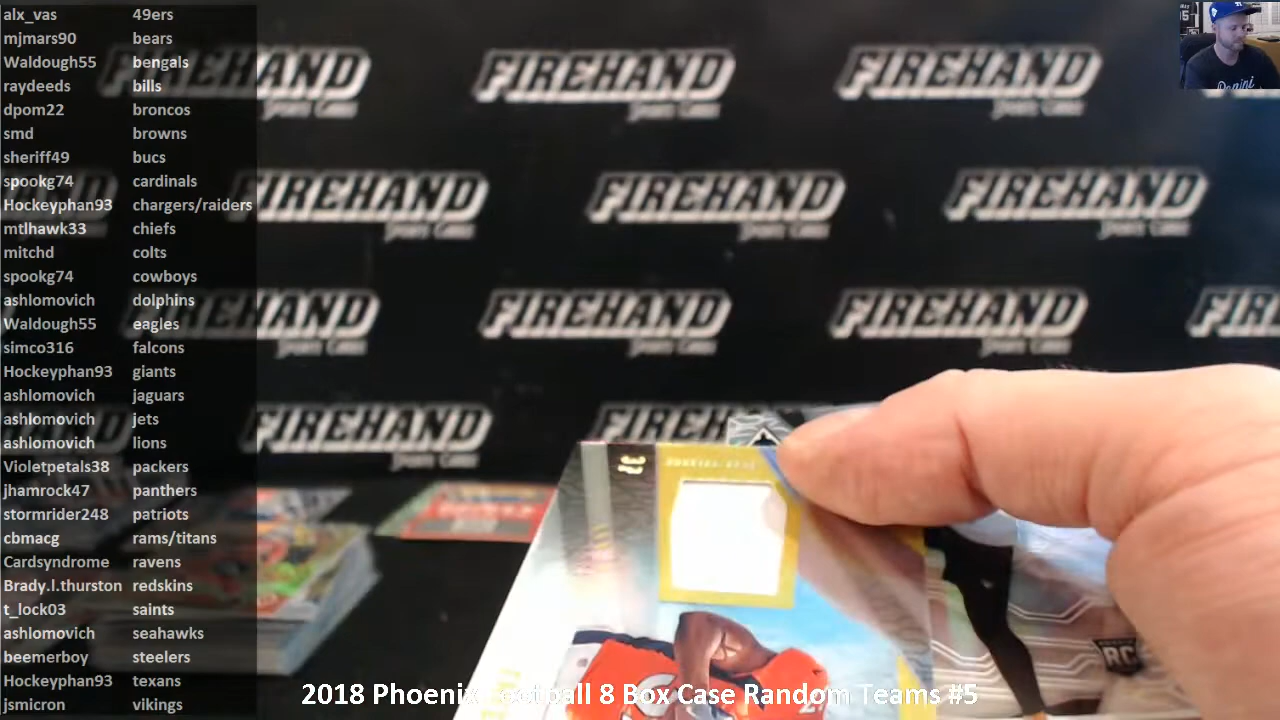 alx_vas 49ers
mjmars90 bears
Waldough55 bengals
raydeeds bills
dpom22 broncos
smd browns
sheriff49 bucs
spookg74 cardinals
Hockeyphan93 chargers/raiders
mtlhawk33 chiefs
mitchd colts
spookg74 cowboys
ashlomovich dolphins
Waldough55 eagles
simco316 falcons
Hockeyphan93 giants
ashlomovich jaguars
ashlomovich jets
ashlomovich lions
Violetpetals38 packers
jhamrock47 panthers
stormrider248 patriots
cbmacg rams/titans
Cardsyndrome ravens
Brady.l.thurston redskins
t_lock03 saints
ashlomovich seahawks
beemerboy steelers
Hockeyphan93 texans
jsmicron vikings
FIREHAND FIREHAND FIREHAND
FIREHAND FIREHAND FIREHAND
FIREHAND FIREHAND FIREHAND FIRE
FIREHAND FIREHAND
Panini
RC
2018 Phoenix Football 8 Box Case Random Teams #5